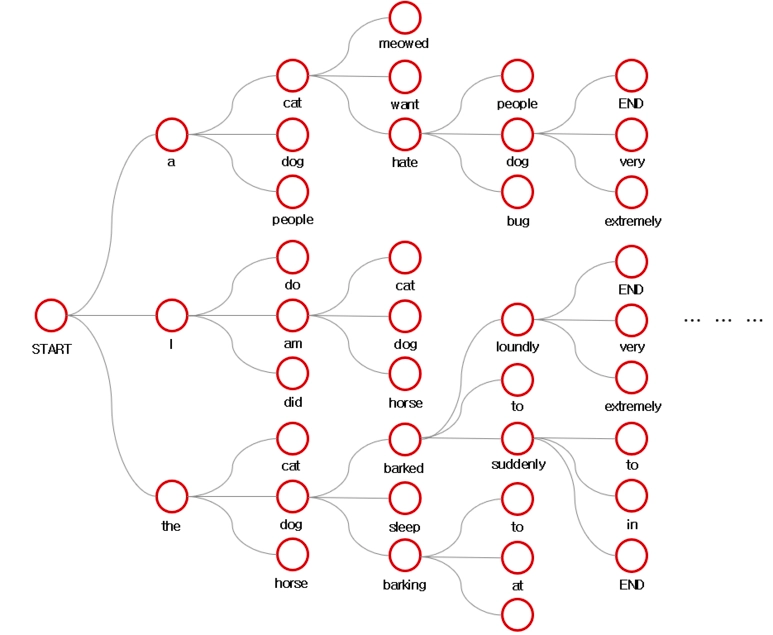 meowed
cat want people END
a dog hate dog very
people bug extremely
do cat END
START I am dog loundly very ... ... ...
did horse to extremely
cat barked suddenly to
the dog sleep to in
horse barking at END